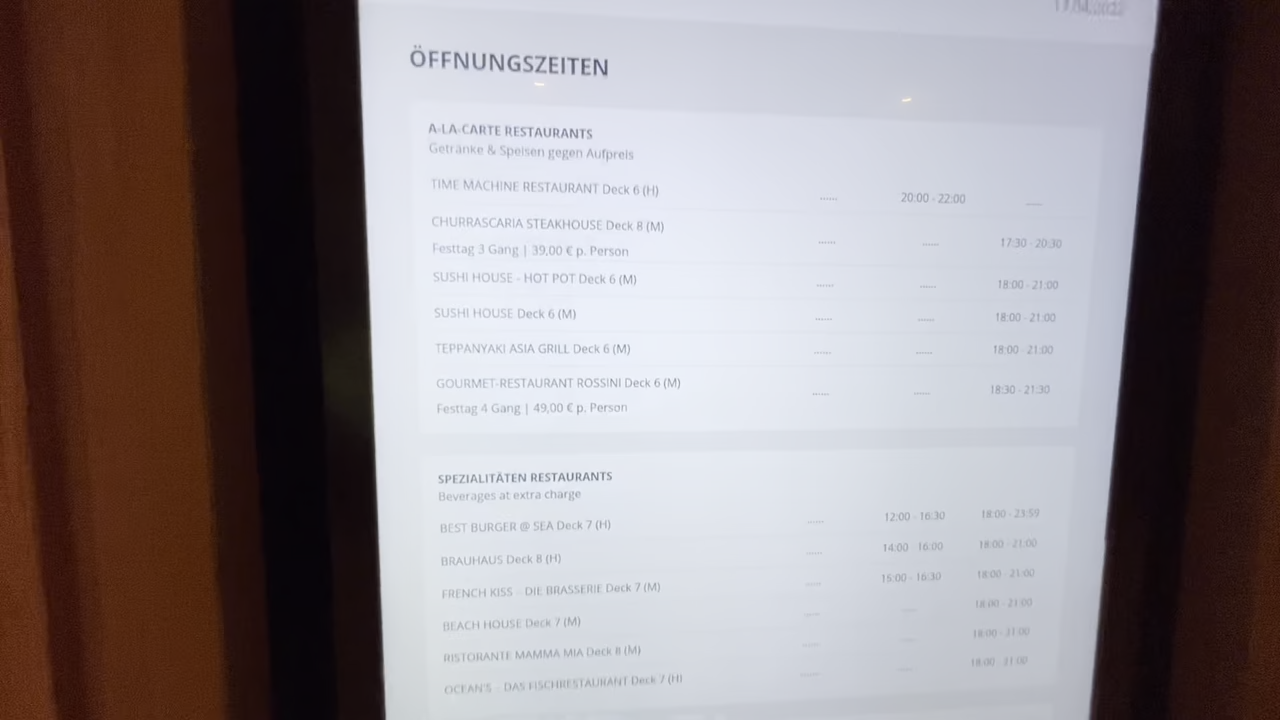 ÖFFNUNGSZEITEN
A-LA-CARTE RESTAURANTS
Getränke & Speisen gegen Aufpreis
TIME MACHINE RESTAURANT Deck 6 (H) ...... 20:00 - 22:00 ......
CHURRASCARIA STEAKHOUSE Deck 8 (M) ...... ...... 17:30 - 20:30
Festtag 3 Gang | 39,00 € p. Person
SUSHI HOUSE - HOT POT Deck 6 (M) ...... ...... 18:00 - 21:00
SUSHI HOUSE Deck 6 (M) ...... ...... 18:00 - 21:00
TEPPANYAKI ASIA GRILL Deck 6 (M) ...... ...... 18:00 - 21:00
GOURMET-RESTAURANT ROSSINI Deck 6 (M) ...... ...... 18:30 - 21:30
Festtag 4 Gang | 49,00 € p. Person
SPEZIALITÄTEN RESTAURANTS
Beverages at extra charge
BEST BURGER @ SEA Deck 7 (H) ...... 12:00 - 16:30 18:00 - 23:59
BRAUHAUS Deck 8 (H) ...... 14:00 - 16:00 18:00 - 21:00
FRENCH KISS - DIE BRASSERIE Deck 7 (M) ...... 15:00 - 16:30 18:00 - 21:00
BEACH HOUSE Deck 7 (M) ...... ...... 18:00 - 21:00
RISTORANTE MAMMA MIA Deck 8 (M) ...... ...... 18:00 - 21:00
OCEAN'S - DAS FISCHRESTAURANT Deck 7 (H) ...... ...... 18:00 - 21:00